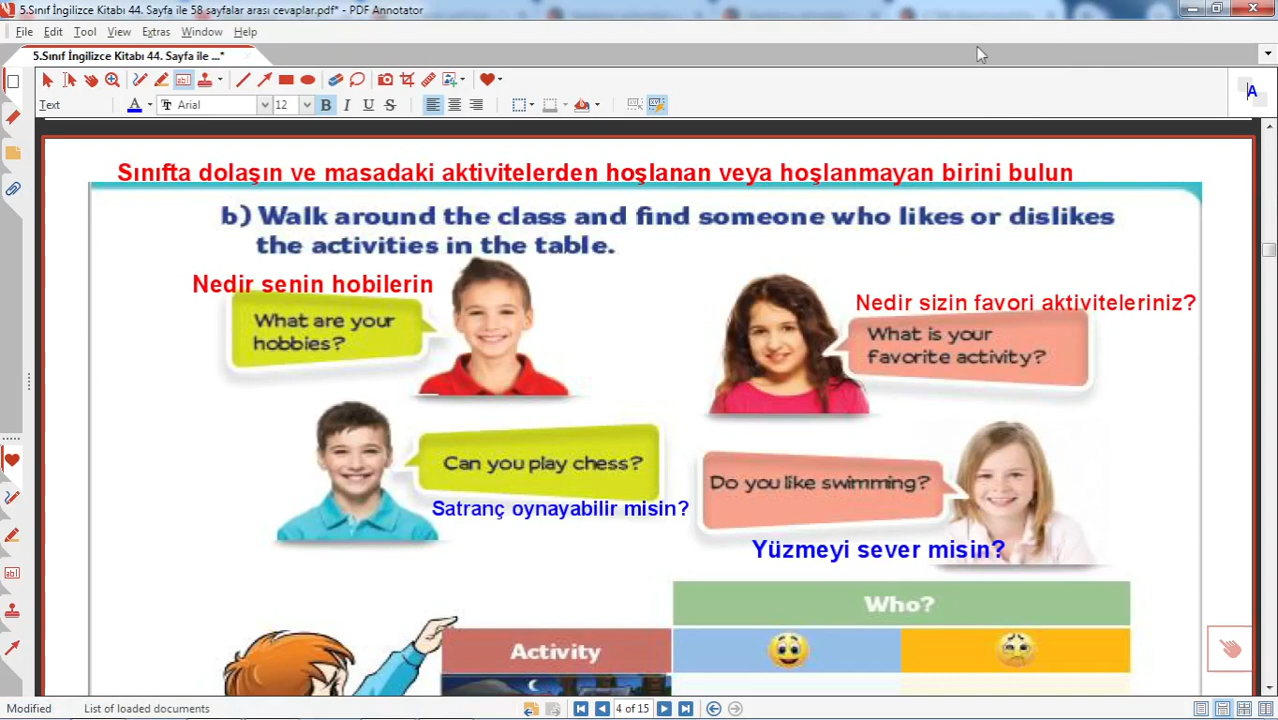 5.Sınıf İngilizce Kitabı 44. Sayfa ile 58 sayfalar arası cevaplar.pdf* - PDF Annotator
File Edit Tool View Extras Window Help
5.Sınıf İngilizce Kitabı 44. Sayfa ile ...*
Text
Arial
12
B I U S
A
Sınıfta dolaşın ve masadaki aktivitelerden hoşlanan veya hoşlanmayan birini bulun
b) Walk around the class and find someone who likes or dislikes
the activities in the table.
Nedir senin hobilerin
What are your
hobbies?
Nedir sizin favori aktiviteleriniz?
What is your
favorite activity?
Can you play chess?
Satranç oynayabilir misin?
Do you like swimming?
Yüzmeyi sever misin?
Who?
Activity
Modified
List of loaded documents
4 of 15